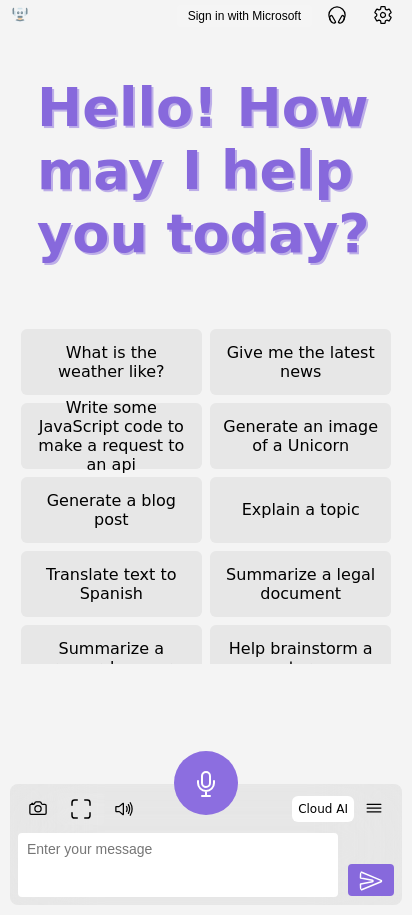 Sign in with Microsoft
Hello! How
may I help
you today?
What is the
weather like?
Give me the latest
news
Write some
JavaScript code to
make a request to
an api
Generate an image
of a Unicorn
Generate a blog
post
Explain a topic
Translate text to
Spanish
Summarize a legal
document
Summarize a
Help brainstorm a
Cloud AI
Enter your message